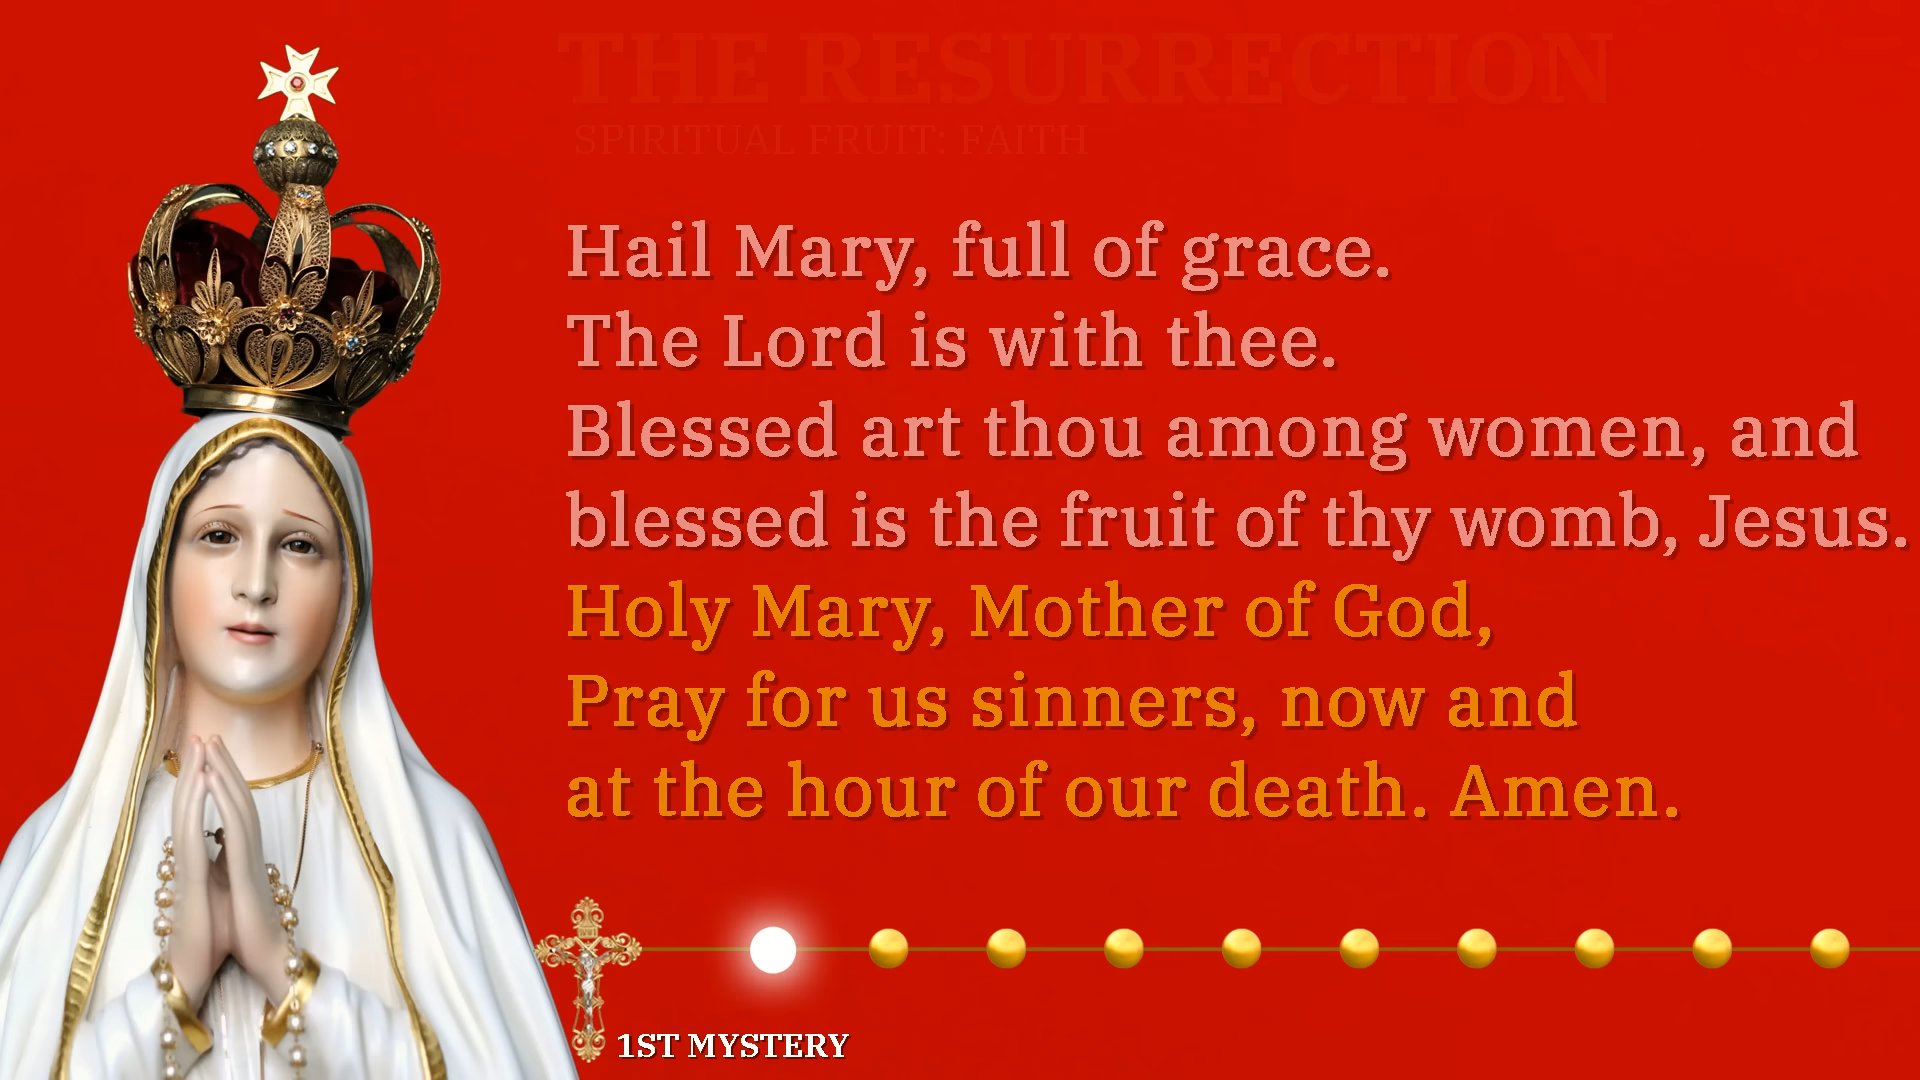 THE RESURRECTION
SPIRITUAL FRUIT: FAITH
Hail Mary, full of grace.
The Lord is with thee.
Blessed art thou among women, and
blessed is the fruit of thy womb, Jesus.
Holy Mary, Mother of God,
Pray for us sinners, now and
at the hour of our death. Amen.
1ST MYSTERY